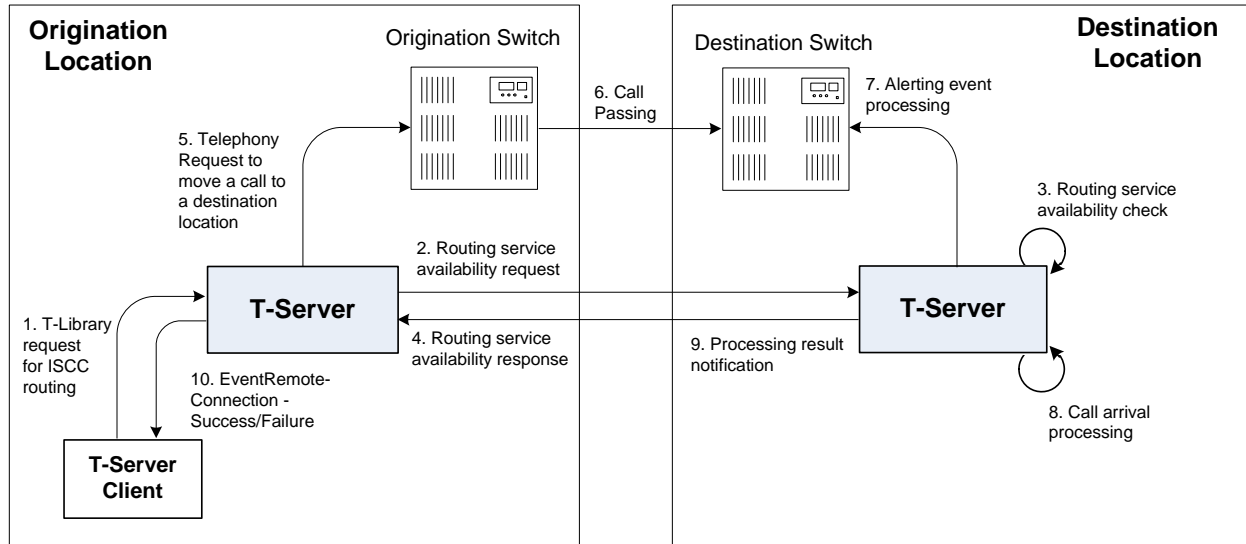 Origination
Location
Origination Switch
Destination Switch
Destination
Location
6. Call
Passing
7. Alerting event
processing
5. Telephony
Request to
move a call to
a destination
location
3. Routing service
availability check
2. Routing service
availability request
T-Server
T-Server
1. T-Library
request
for ISCC
routing
4. Routing service
availability response
9. Processing result
notification
10. EventRemote-
Connection -
Success/Failure
8. Call arrival
processing
T-Server
Client